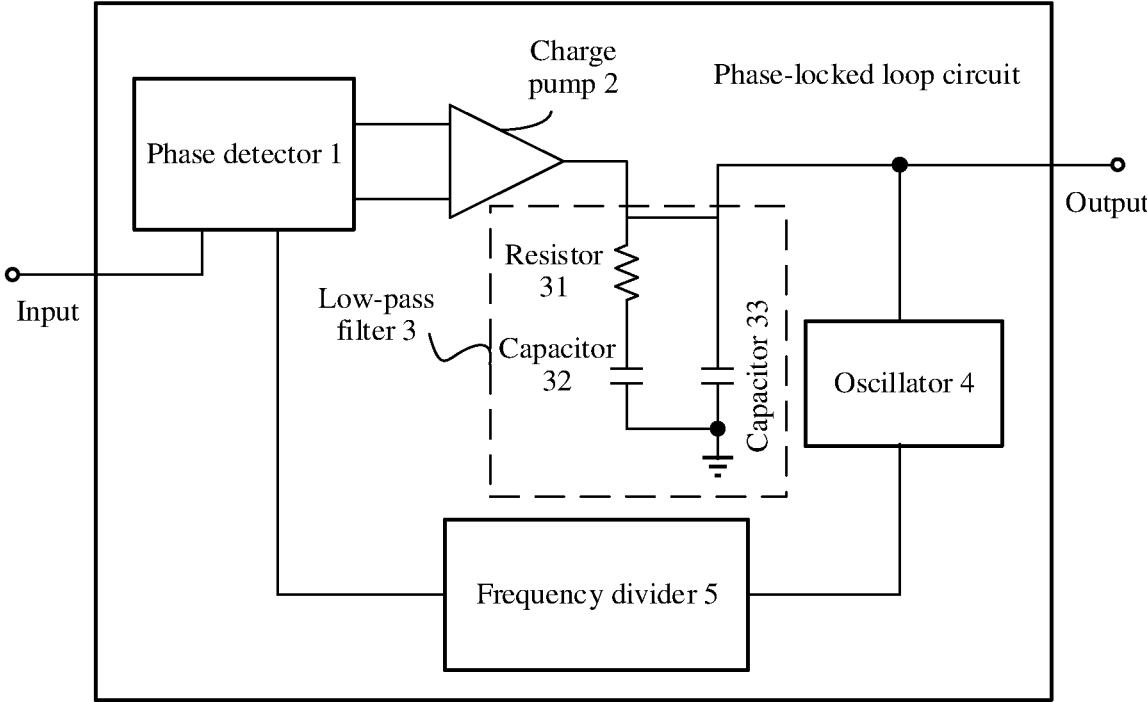 Charge
pump 2
Phase-locked loop circuit
Phase detector 1
Output
Input
Resistor
31
Low-pass
filter 3
Capacitor
32
Capacitor 33
Oscillator 4
Frequency divider 5